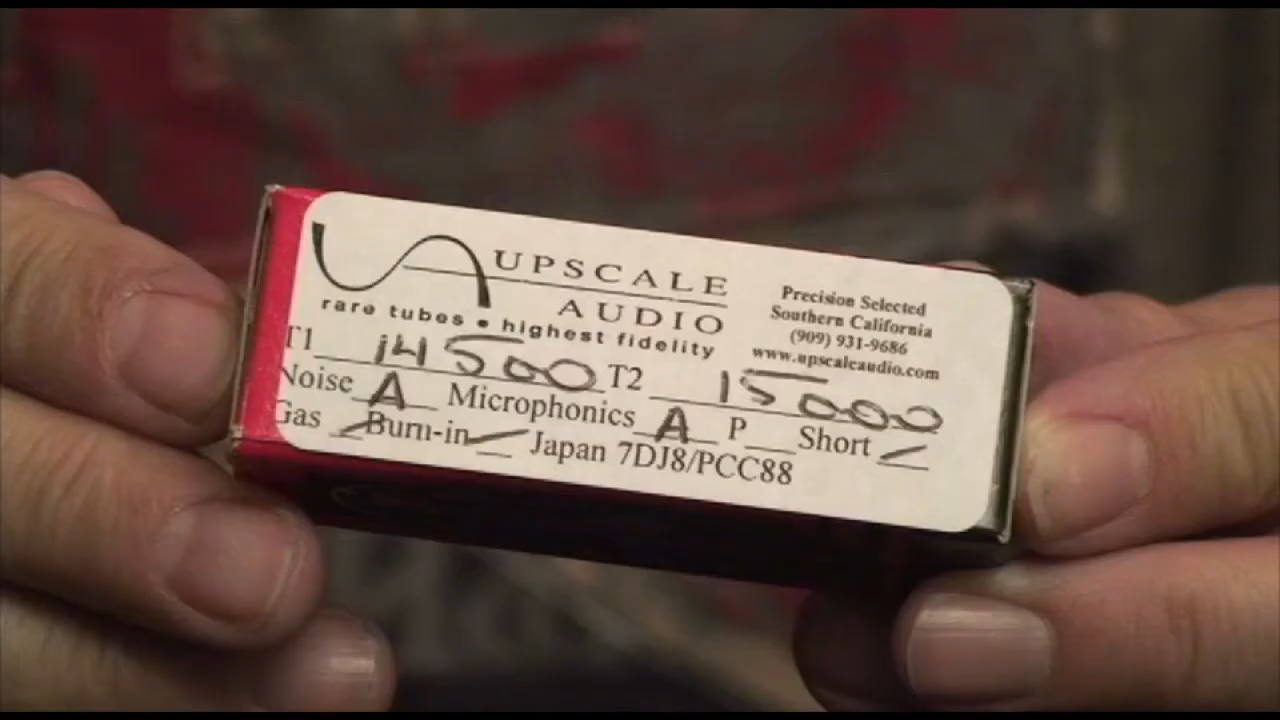 UPSCALE
AUDIO
rare tubes • highest fidelity
Precision Selected
Southern California
(909) 931-9686
www.upscaleaudio.com
T1 14500 T2 15000
Noise A Microphonics A P__ Short ✓
Gas ✓ Burn-in ✓ Japan 7DJ8/PCC88